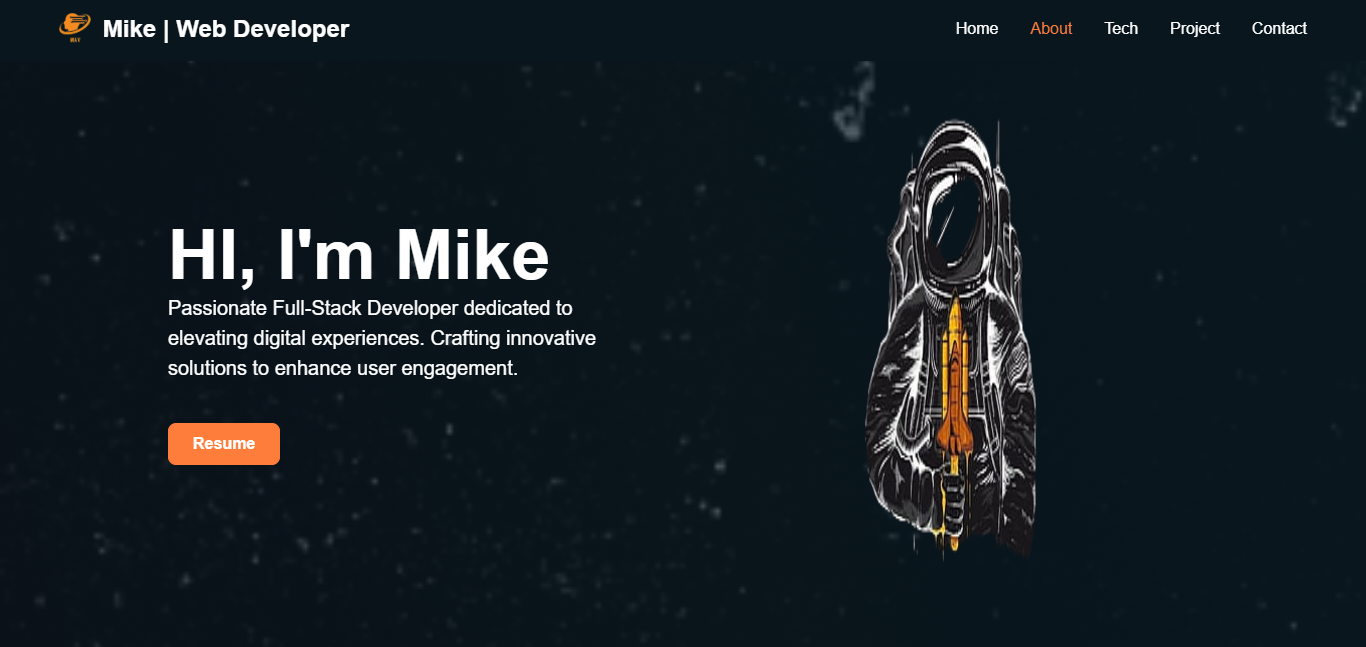 Mike | Web Developer
Home
About
Tech
Project
Contact
HI, I'm Mike
Passionate Full-Stack Developer dedicated to
elevating digital experiences. Crafting innovative
solutions to enhance user engagement.
Resume